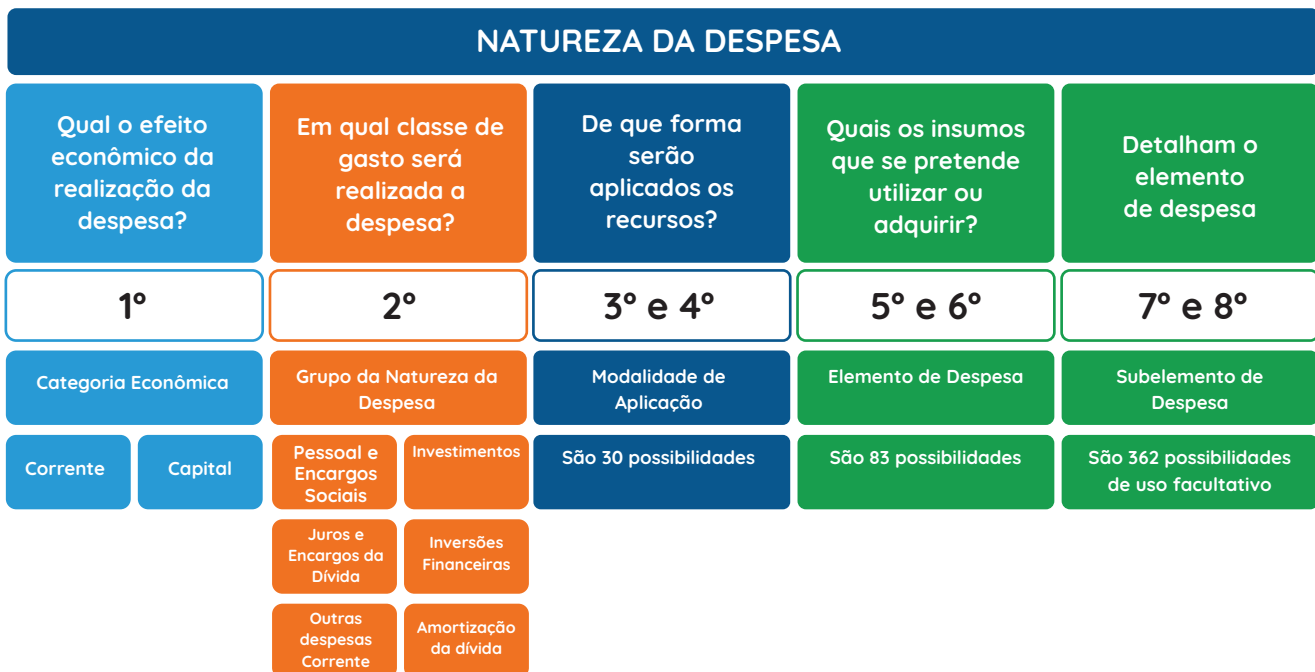 NATUREZA DA DESPESA
Qual o efeito
econômico da
realização da
despesa?
Em qual classe de
gasto será
realizada a
despesa?
De que forma
serão
aplicados os
recursos?
Quais os insumos
que se pretende
utilizar ou
adquirir?
Detalham o
elemento
de despesa
1º
2º
3º e 4º
5º e 6º
7º e 8º
Categoria Econômica
Grupo da Natureza da
Despesa
Modalidade de
Aplicação
Elemento de Despesa
Subelemento de
Despesa
Corrente
Capital
Pessoal e
Encargos
Sociais
Investimentos
São 30 possibilidades
São 83 possibilidades
São 362 possibilidades
de uso facultativo
Juros e
Encargos da
Dívida
Inversões
Financeiras
Outras
despesas
Corrente
Amortização
da dívida